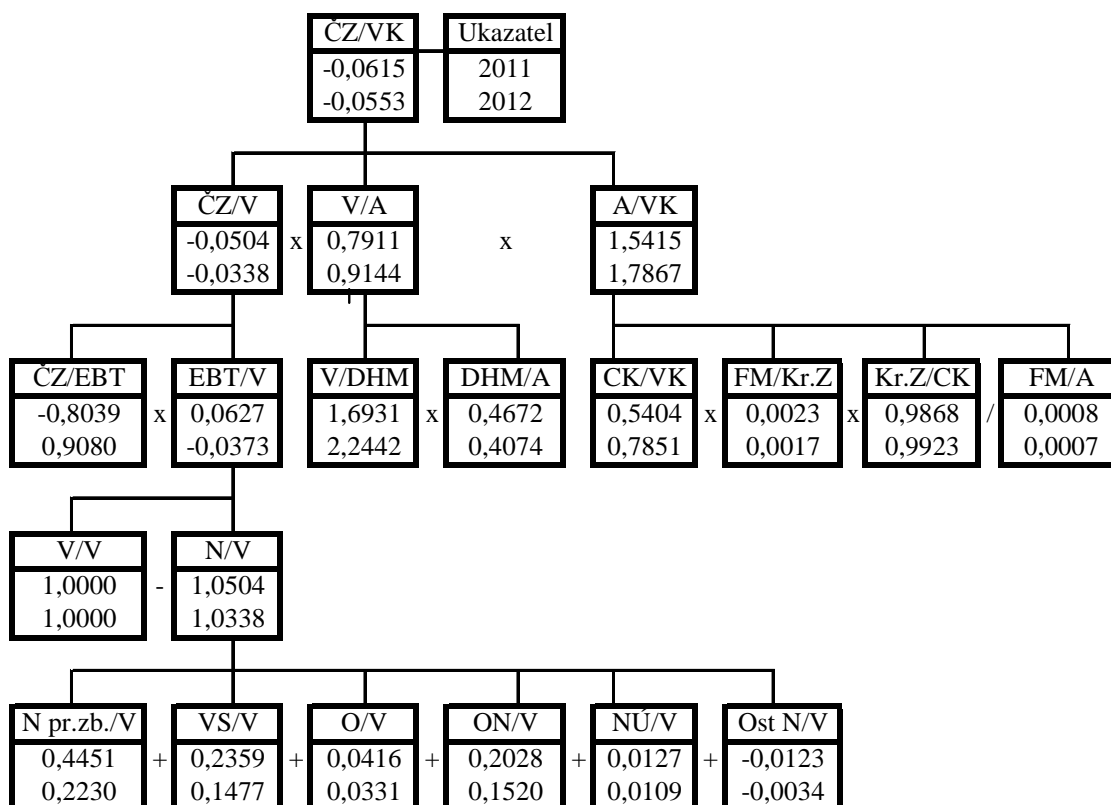 ČZ/VK Ukazatel
-0,0615 2011
-0,0553 2012
ČZ/V V/A A/VK
-0,0504 x 0,7911 x 1,5415
-0,0338 0,9144 1,7867
ČZ/EBT EBT/V V/DHM DHM/A CK/VK FM/Kr.Z Kr.Z/CK FM/A
-0,8039 x 0,0627 1,6931 x 0,4672 0,5404 x 0,0023 x 0,9868 / 0,0008
0,9080 -0,0373 2,2442 0,4074 0,7851 0,0017 0,9923 0,0007
V/V N/V
1,0000 - 1,0504
1,0000 1,0338
N pr.zb./V VS/V O/V ON/V NÚ/V Ost N/V
0,4451 + 0,2359 + 0,0416 + 0,2028 + 0,0127 + -0,0123
0,2230 0,1477 0,0331 0,1520 0,0109 -0,0034